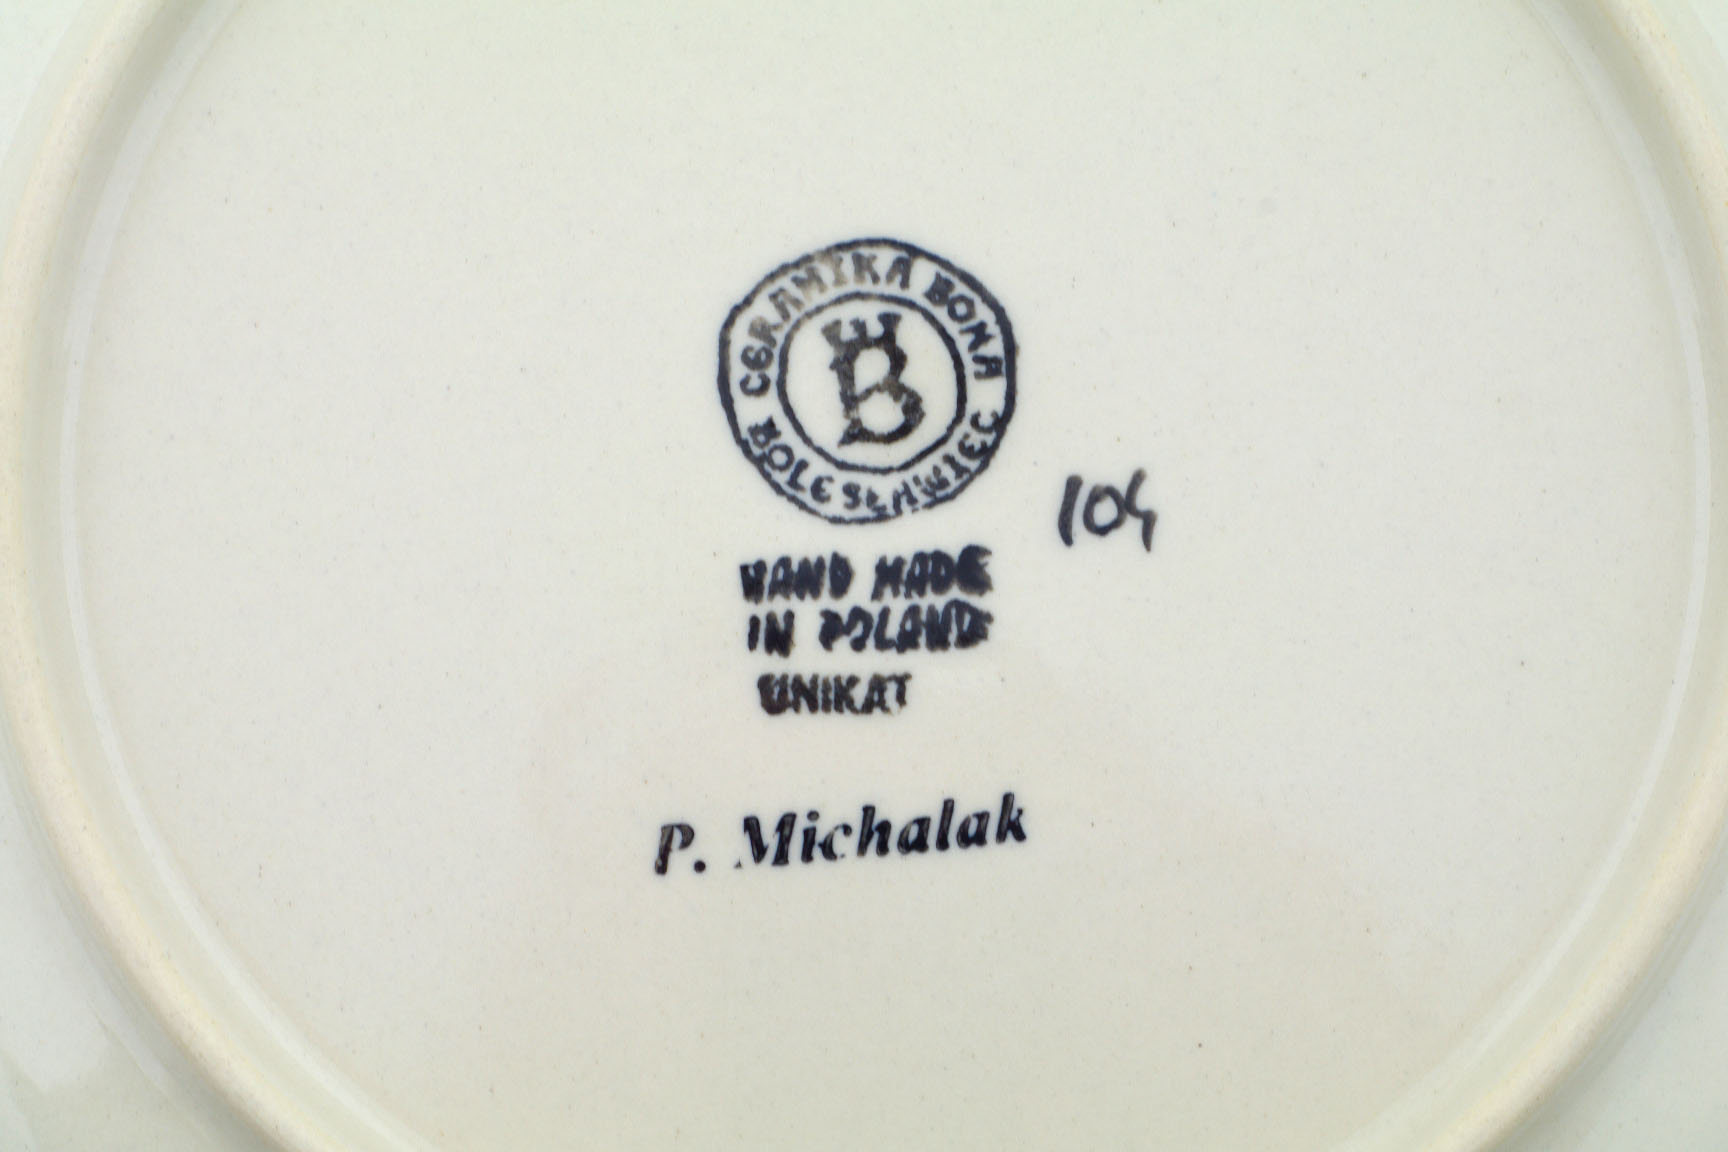 CERAMIKA BONA
B
BOLESŁAWIEC
104
HAND MADE
IN POLAND
UNIKAT
P. Michalak